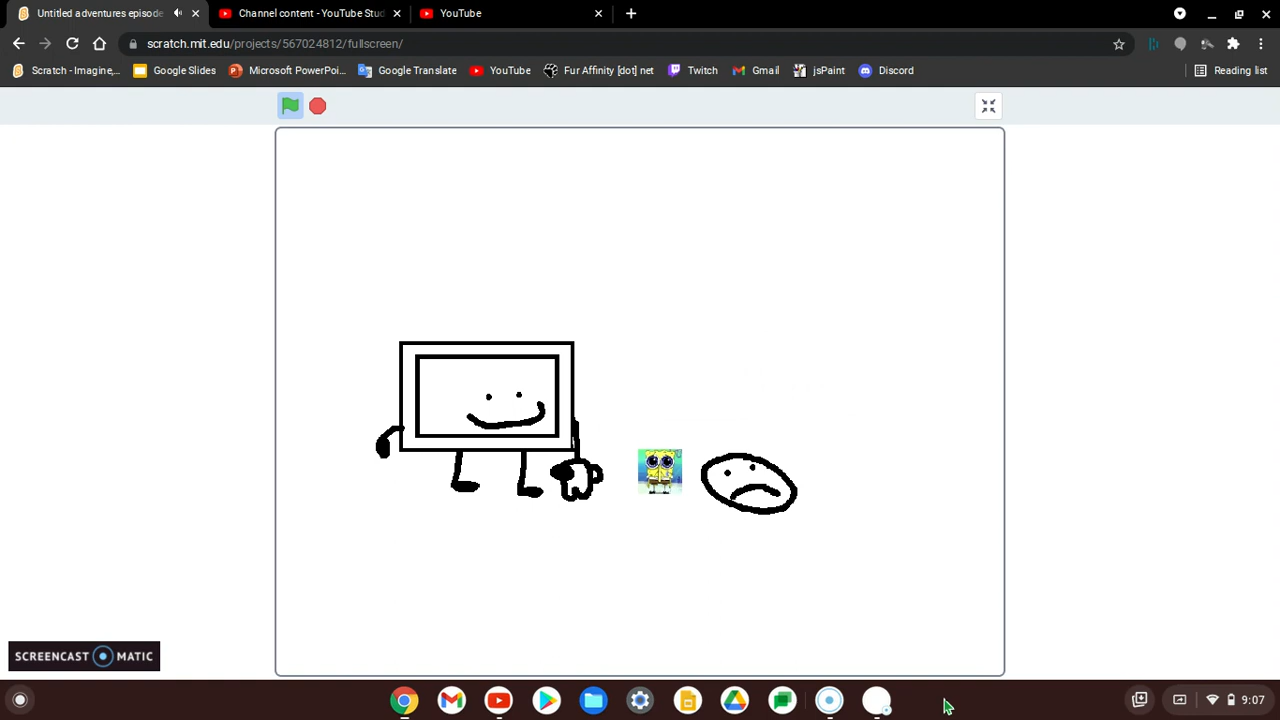 Untitled adventures episode
Channel content - YouTube Stud
YouTube
scratch.mit.edu/projects/567024812/fullscreen/
Scratch - Imagine,... Google Slides Microsoft PowerPoi... Google Translate YouTube Fur Affinity [dot] net Twitch Gmail jsPaint Discord Reading list
SCREENCAST MATIC
9:07